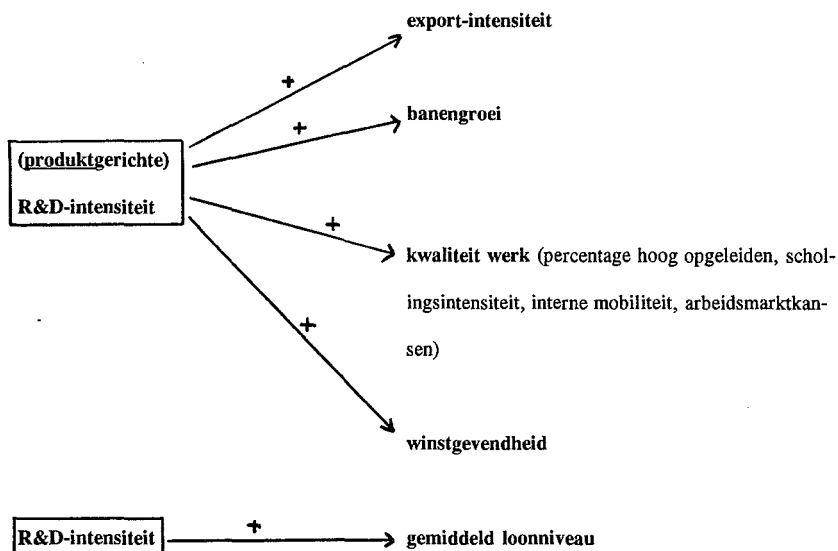 export-intensiteit
+
banengroei
+
(produktgerichte)
R&D-intensiteit
+
kwaliteit werk (percentage hoog opgeleiden, schol-
ingsintensiteit, interne mobiliteit, arbeidsmarktkan-
sen)
+
winstgevendheid
+
R&D-intensiteit
gemiddeld loonniveau